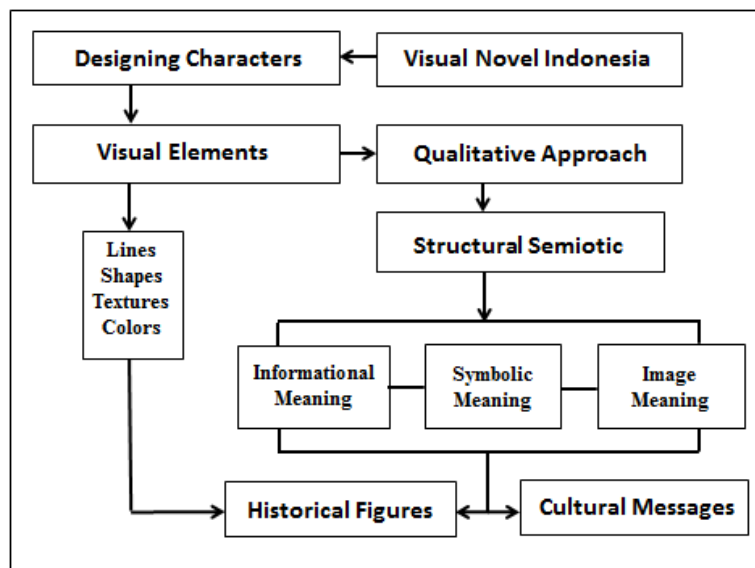 Designing Characters
Visual Novel Indonesia
Visual Elements
Qualitative Approach
Lines
Shapes
Textures
Colors
Structural Semiotic
Informational
Meaning
Symbolic
Meaning
Image
Meaning
Historical Figures
Cultural Messages